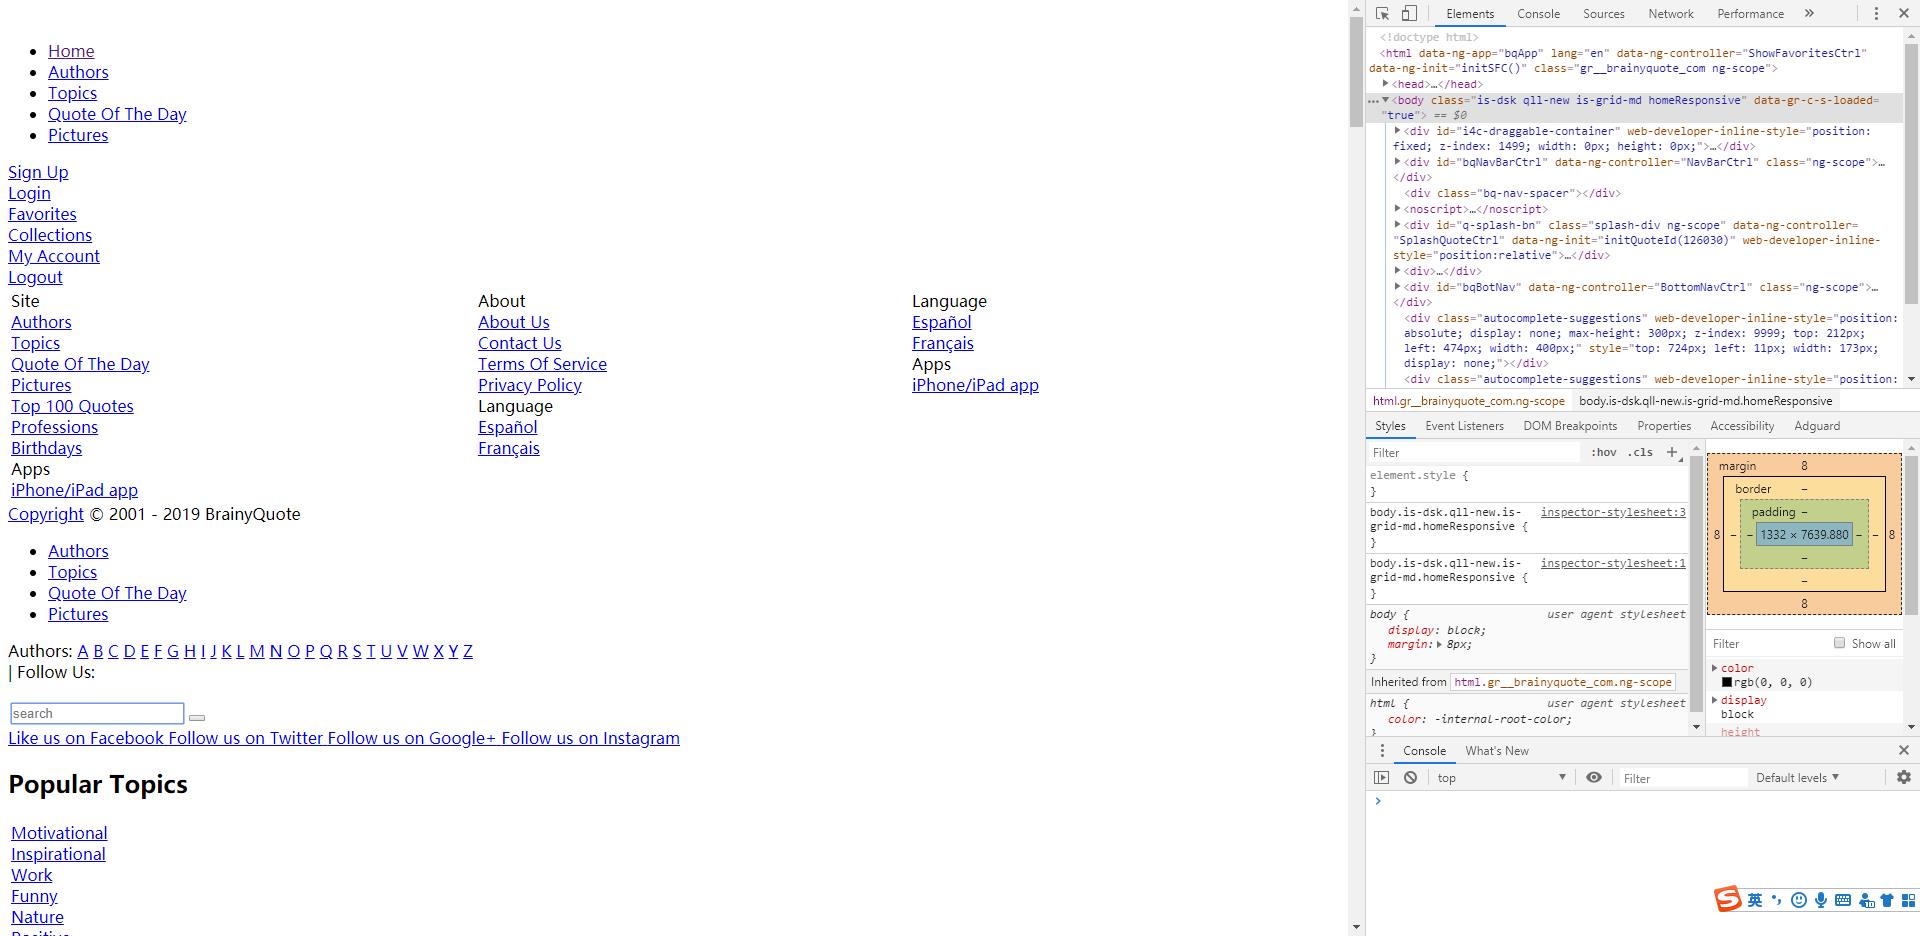 Home
Authors
Topics
Quote Of The Day
Pictures
Sign Up
Login
Favorites
Collections
My Account
Logout
Site
Authors
Topics
Quote Of The Day
Pictures
Top 100 Quotes
Professions
Birthdays
Apps
iPhone/iPad app
About
About Us
Contact Us
Terms Of Service
Privacy Policy
Language
Español
Français
Language
Español
Français
Apps
iPhone/iPad app
Copyright © 2001 - 2019 BrainyQuote
Authors
Topics
Quote Of The Day
Pictures
Authors: A B C D E F G H I J K L M N O P Q R S T U V W X Y Z
| Follow Us:
search
Like us on Facebook Follow us on Twitter Follow us on Google+ Follow us on Instagram
Popular Topics
Motivational
Inspirational
Work
Funny
Nature
Positive
Elements Console Sources Network Performance »
<!doctype html>
<html data-ng-app="bqApp" lang="en" data-ng-controller="ShowFavoritesCtrl"
data-ng-init="initSFC()" class="gr__brainyquote_com ng-scope">
<head>…</head>
<body class="is-dsk qll-new is-grid-md homeResponsive" data-gr-c-s-loaded=
"true"> == $0
<div id="i4c-draggable-container" web-developer-inline-style="position:
fixed; z-index: 1499; width: 0px; height: 0px;">…</div>
<div id="bqNavBarCtrl" data-ng-controller="NavBarCtrl" class="ng-scope">…
</div>
<div class="bq-nav-spacer"></div>
<noscript>…</noscript>
<div id="q-splash-bn" class="splash-div ng-scope" data-ng-controller=
"SplashQuoteCtrl" data-ng-init="initQuoteId(126030)" web-developer-inline-
style="position:relative">…</div>
<div>…</div>
<div id="bqBotNav" data-ng-controller="BottomNavCtrl" class="ng-scope">…
</div>
<div class="autocomplete-suggestions" web-developer-inline-style="position:
absolute; display: none; max-height: 300px; z-index: 9999; top: 212px;
left: 474px; width: 400px;" style="top: 724px; left: 11px; width: 173px;
display: none;"></div>
<div class="autocomplete-suggestions" web-developer-inline-style="position:
html.gr__brainyquote_com.ng-scope body.is-dsk.qll-new.is-grid-md.homeResponsive
Styles Event Listeners DOM Breakpoints Properties Accessibility Adguard
Filter :hov .cls +
element.style {
}
body.is-dsk.qll-new.is- inspector-stylesheet:3
grid-md.homeResponsive {
}
body.is-dsk.qll-new.is- inspector-stylesheet:1
grid-md.homeResponsive {
}
body { user agent stylesheet
display: block;
margin: 8px;
}
Inherited from html.gr__brainyquote_com.ng-scope
html { user agent stylesheet
color: -internal-root-color;
}
margin 8
border –
padding –
8 – – 1332 × 7639.880 – – 8
–
–
8
Filter Show all
color
rgb(0, 0, 0)
display
block
height
Console What's New
top Filter Default levels
英